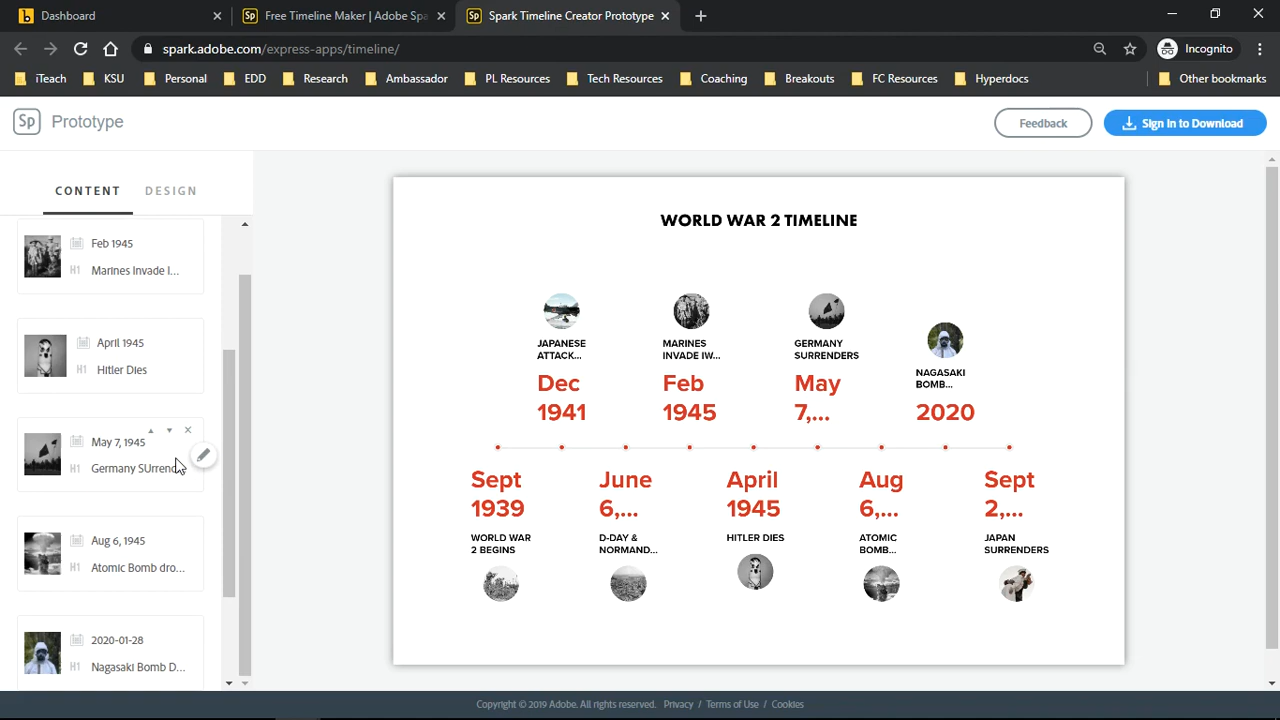 Dashboard
Free Timeline Maker | Adobe Spa
Spark Timeline Creator Prototype
spark.adobe.com/express-apps/timeline/
Incognito
iTeach
KSU
Personal
EDD
Research
Ambassador
PL Resources
Tech Resources
Coaching
Breakouts
FC Resources
Hyperdocs
Other bookmarks
Sp Prototype
Feedback
Sign In to Download
CONTENT
DESIGN
Feb 1945
H1 Marines Invade I...
April 1945
H1 Hitler Dies
May 7, 1945
H1 Germany SUrrend
Aug 6, 1945
H1 Atomic Bomb dro...
2020-01-28
H1 Nagasaki Bomb D...
WORLD WAR 2 TIMELINE
JAPANESE
ATTACK...
Dec
1941
MARINES
INVADE IW...
Feb
1945
GERMANY
SURRENDERS
May
7,...
NAGASAKI
BOMB...
2020
Sept
1939
WORLD WAR
2 BEGINS
June
6,...
D-DAY &
NORMAND...
April
1945
HITLER DIES
Aug
6,...
ATOMIC
BOMB...
Sept
2,...
JAPAN
SURRENDERS
Copyright © 2019 Adobe. All rights reserved. Privacy / Terms of Use / Cookies